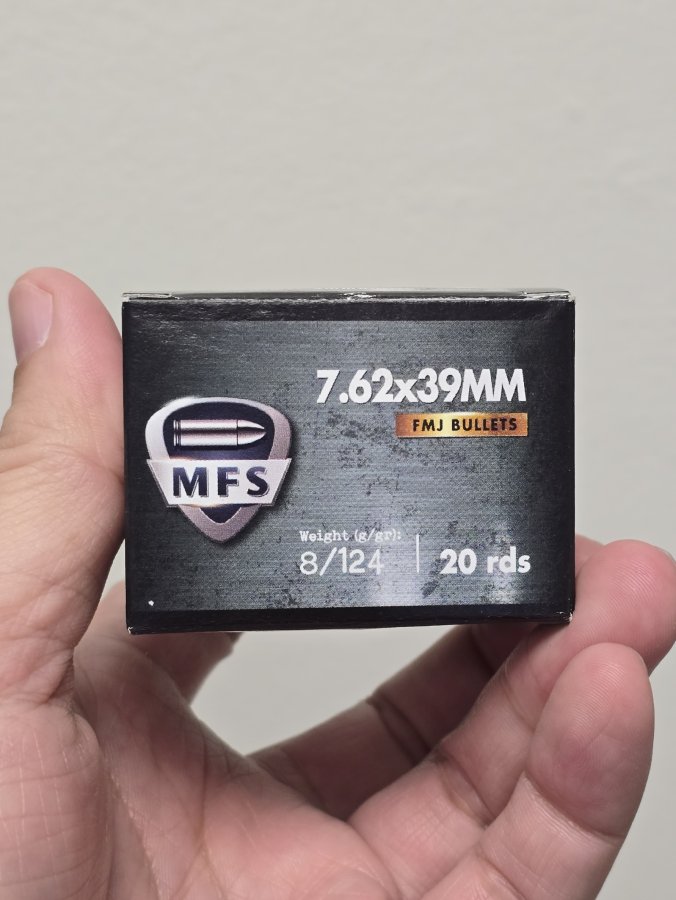 7.62x39MM
FMJ BULLETS
MFS
Weight (g/gr):
8/124
20 rds